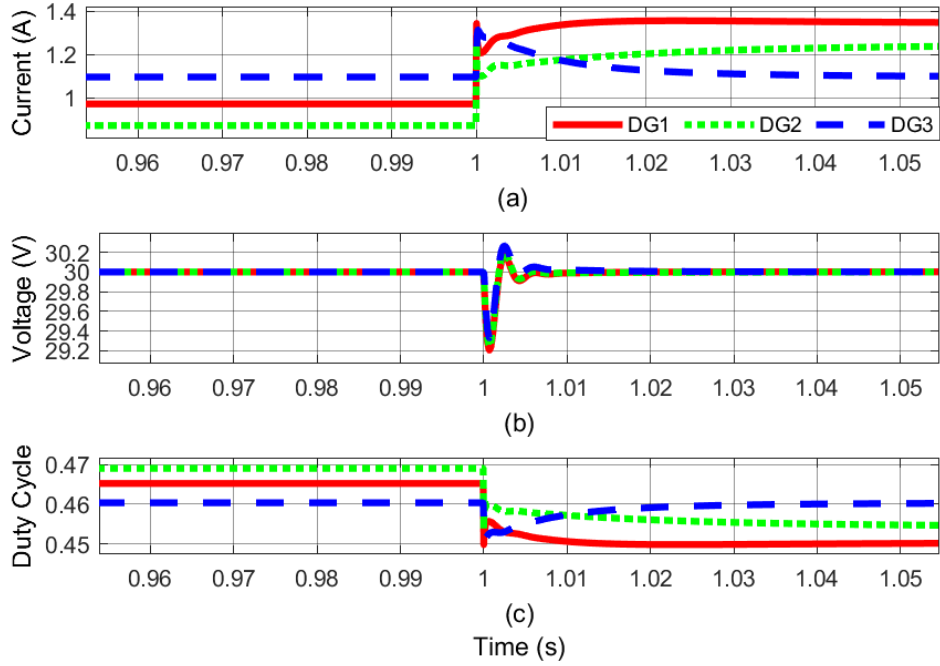 Current (A)
1.4
1.2
1
DG1 DG2 DG3
0.96 0.97 0.98 0.99 1 1.01 1.02 1.03 1.04 1.05
(a)
Voltage (V)
30.2
30
29.8
29.6
29.4
29.2
0.96 0.97 0.98 0.99 1 1.01 1.02 1.03 1.04 1.05
(b)
Duty Cycle
0.47
0.46
0.45
0.96 0.97 0.98 0.99 1 1.01 1.02 1.03 1.04 1.05
(c)
Time (s)